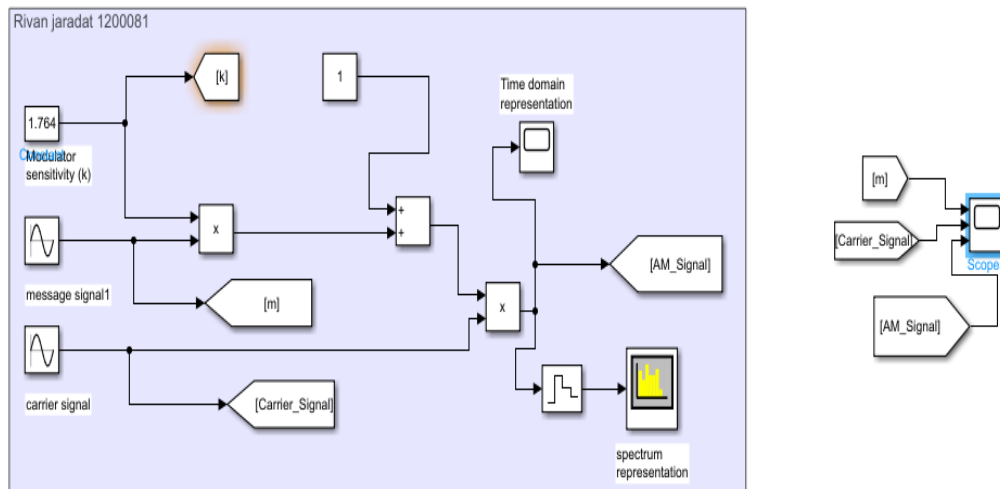 Rivan jaradat 1200081
[k]
1
Time domain
representation
1.764
Constant
Modulator
sensitivity (k)
[m]
+
+
x
[Carrier_Signal]
[AM_Signal]
Scope
message signal1
[m]
x
[AM_Signal]
carrier signal
[Carrier_Signal]
spectrum
representation